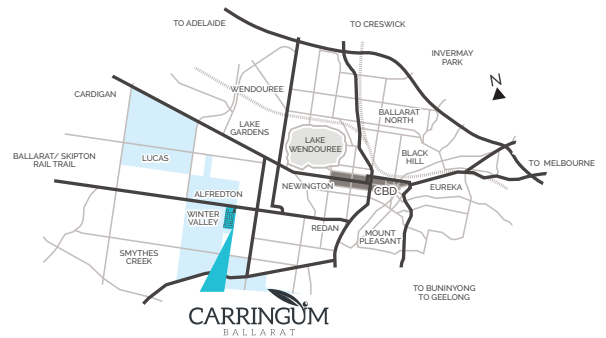 TO ADELAIDE
TO CRESWICK
INVERMAY
PARK
N
CARDIGAN
WENDOUREE
BALLARAT
NORTH
LAKE
GARDENS
LAKE
WENDOUREE
BLACK
HILL
BALLARAT/ SKIPTON
RAIL TRAIL
LUCAS
TO MELBOURNE
NEWINGTON
CBD
EUREKA
ALFREDTON
WINTER
VALLEY
REDAN
MOUNT
PLEASANT
SMYTHES
CREEK
TO BUNINYONG
TO GEELONG
CARRINGUM
BALLARAT